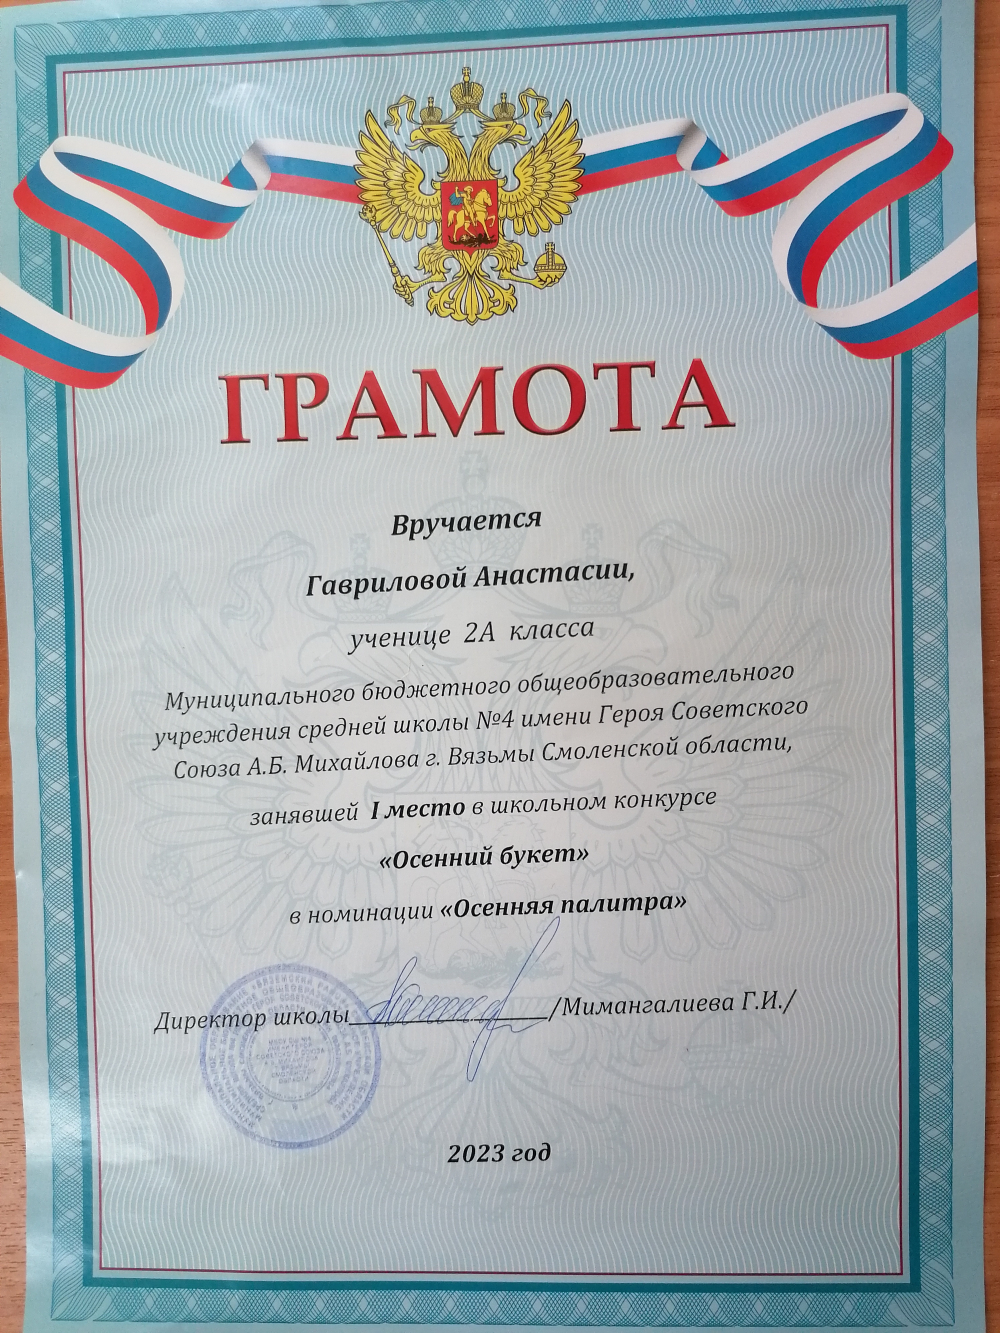 ГРАМОТА
Вручается
Гавриловой Анастасии,
ученице 2А класса
Муниципального бюджетного общеобразовательного
учреждения средней школы №4 имени Героя Советского
Союза А.Б. Михайлова г. Вязьмы Смоленской области,
занявшей I место в школьном конкурсе
«Осенний букет»
в номинации «Осенняя палитра»
Директор школы /Мимангалиева Г.И./
2023 год